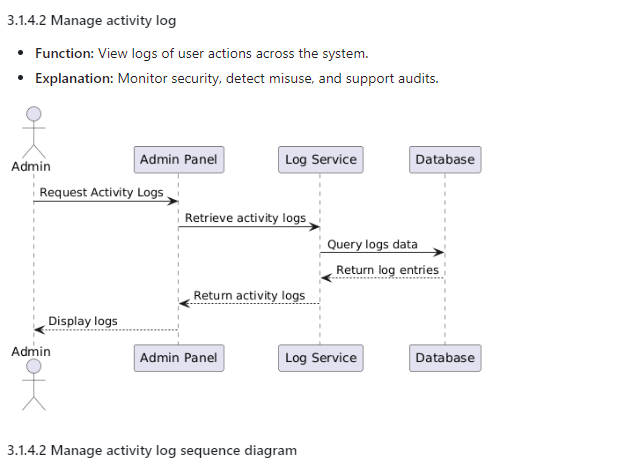 3.1.4.2 Manage activity log
• Function: View logs of user actions across the system.
• Explanation: Monitor security, detect misuse, and support audits.
Admin
Admin Panel
Log Service
Database
Request Activity Logs
Retrieve activity logs
Query logs data
Return log entries
Return activity logs
Display logs
Admin
Admin Panel
Log Service
Database
3.1.4.2 Manage activity log sequence diagram